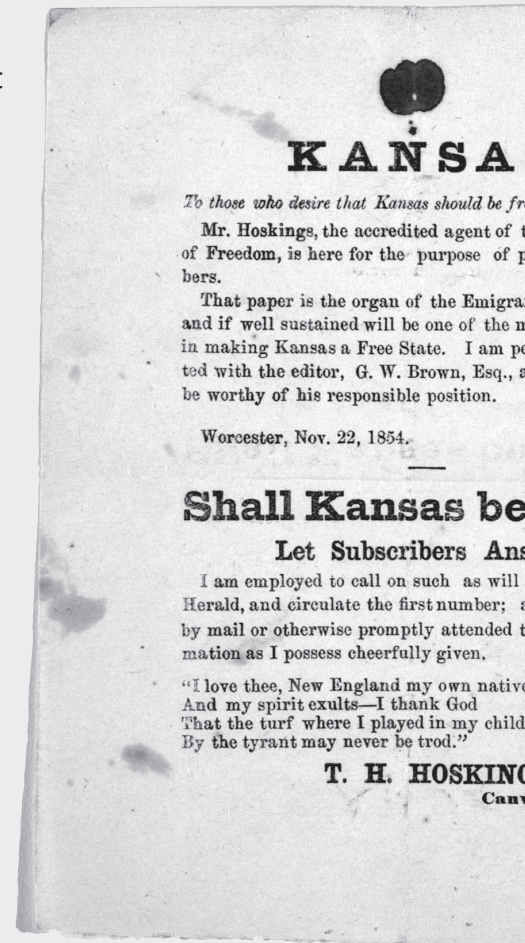 KANSA
To those who desire that Kansas should be fr
Mr. Hoskings, the accredited agent of t
of Freedom, is here for the purpose of p
bers.
That paper is the organ of the Emigra
and if well sustained will be one of the m
in making Kansas a Free State. I am pe
ted with the editor, G. W. Brown, Esq., a
be worthy of his responsible position.
Worcester, Nov. 22, 1854.
Shall Kansas be
Let Subscribers Ans
I am employed to call on such as will
Herald, and circulate the first number; a
by mail or otherwise promptly attended t
mation as I possess cheerfully given.
“I love thee, New England my own native
And my spirit exults—I thank God
That the turf where I played in my child
By the tyrant may never be trod.”
T. H. HOSKING
Canv